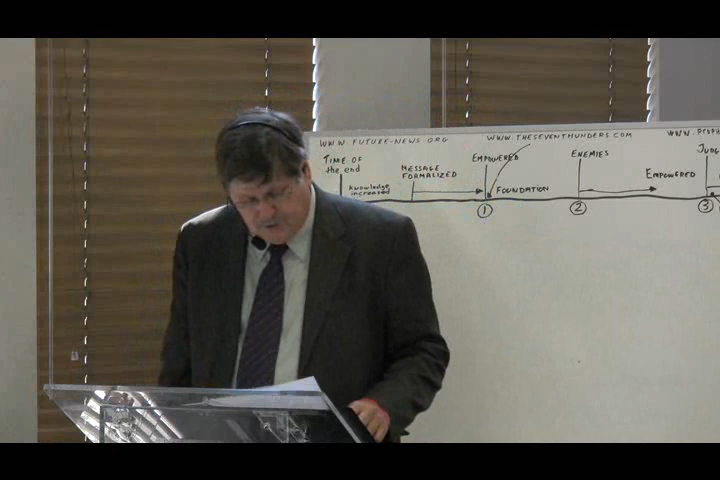 WWW.FUTURE-NEWS.ORG WWW.THESEVENTHUNDERS.COM
TIME OF the end MESSAGE FORMALIZED EMPOWERED ENEMIES
Knowledge increased FOUNDATION EMPOWERED
1 2 3